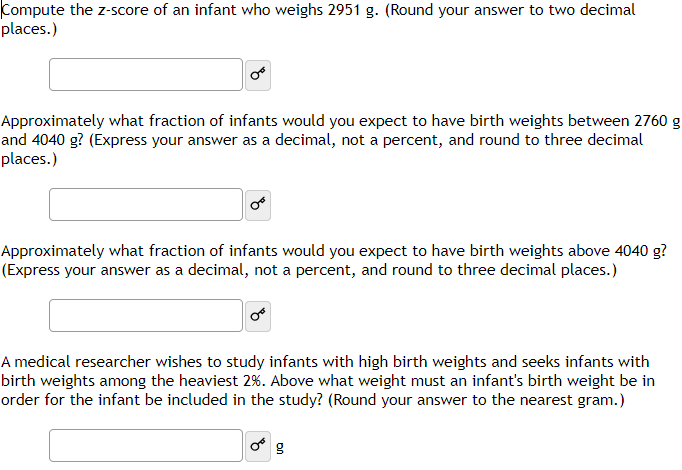 Compute the z-score of an infant who weighs 2951 g. (Round your answer to two decimal
places.)
Approximately what fraction of infants would you expect to have birth weights between 2760 g
and 4040 g? (Express your answer as a decimal, not a percent, and round to three decimal
places.)
Approximately what fraction of infants would you expect to have birth weights above 4040 g?
(Express your answer as a decimal, not a percent, and round to three decimal places.)
A medical researcher wishes to study infants with high birth weights and seeks infants with
birth weights among the heaviest 2%. Above what weight must an infant's birth weight be in
order for the infant be included in the study? (Round your answer to the nearest gram.)
g